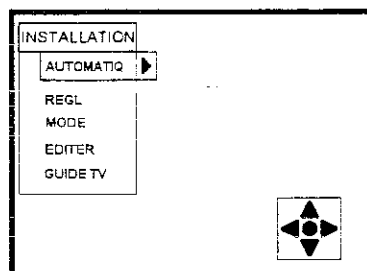 INSTALLATION
AUTOMATIQ
REGL
MODE
EDITER
GUIDE TV